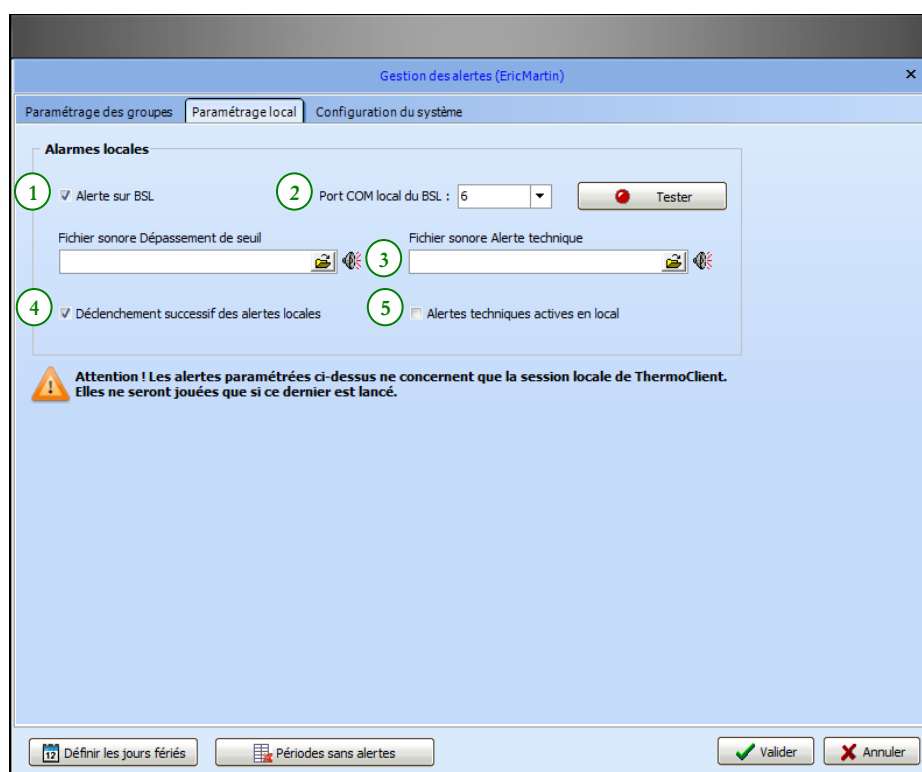 Gestion des alertes (EricMartin)
Paramétrage des groupes
Paramétrage local
Configuration du système
Alarmes locales
1
Alerte sur BSL
2
Port COM local du BSL :
6
Tester
Fichier sonore Dépassement de seuil
Fichier sonore Alerte technique
3
4
Déclenchement successif des alertes locales
5
Alertes techniques actives en local
Attention ! Les alertes paramétrées ci-dessus ne concernent que la session locale de ThermoClient.
Elles ne seront jouées que si ce dernier est lancé.
12
Définir les jours fériés
Périodes sans alertes
Valider
Annuler